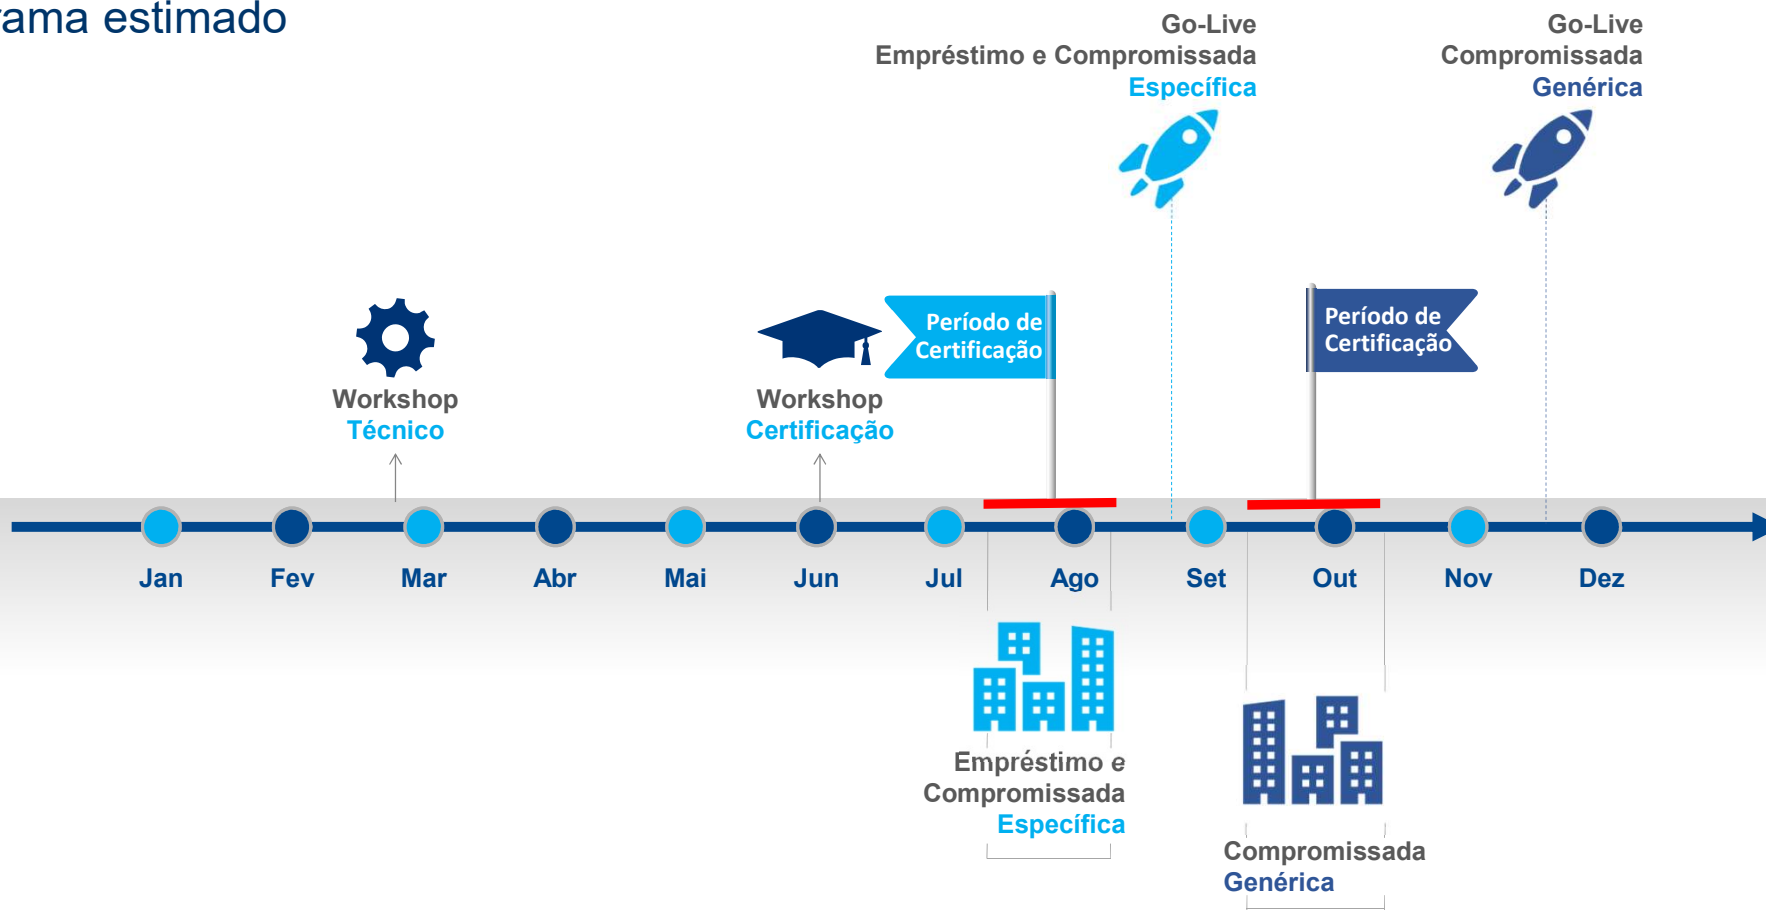 rama estimado
Go-Live
Empréstimo e Compromissada
Específica
Go-Live
Compromissada
Genérica
Workshop
Técnico
Workshop
Certificação
Período de
Certificação
Período de
Certificação
Jan
Fev
Mar
Abr
Mai
Jun
Jul
Ago
Set
Out
Nov
Dez
Empréstimo e
Compromissada
Específica
Compromissada
Genérica